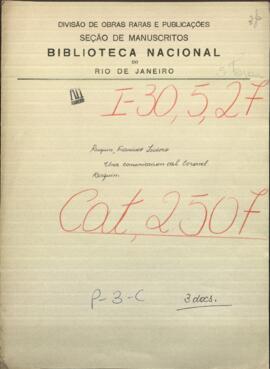 DIVISÃO DE OBRAS RARAS E PUBLICAÇÕES
SEÇÃO DE MANUSCRITOS
BIBLIOTECA NACIONAL
DO
RIO DE JANEIRO
I-30,5,27
Resquin, Francisco Isidoro
Una comunicacion del Coronel
Resquin.
Cat, 2507
P-3-C
3 docs.